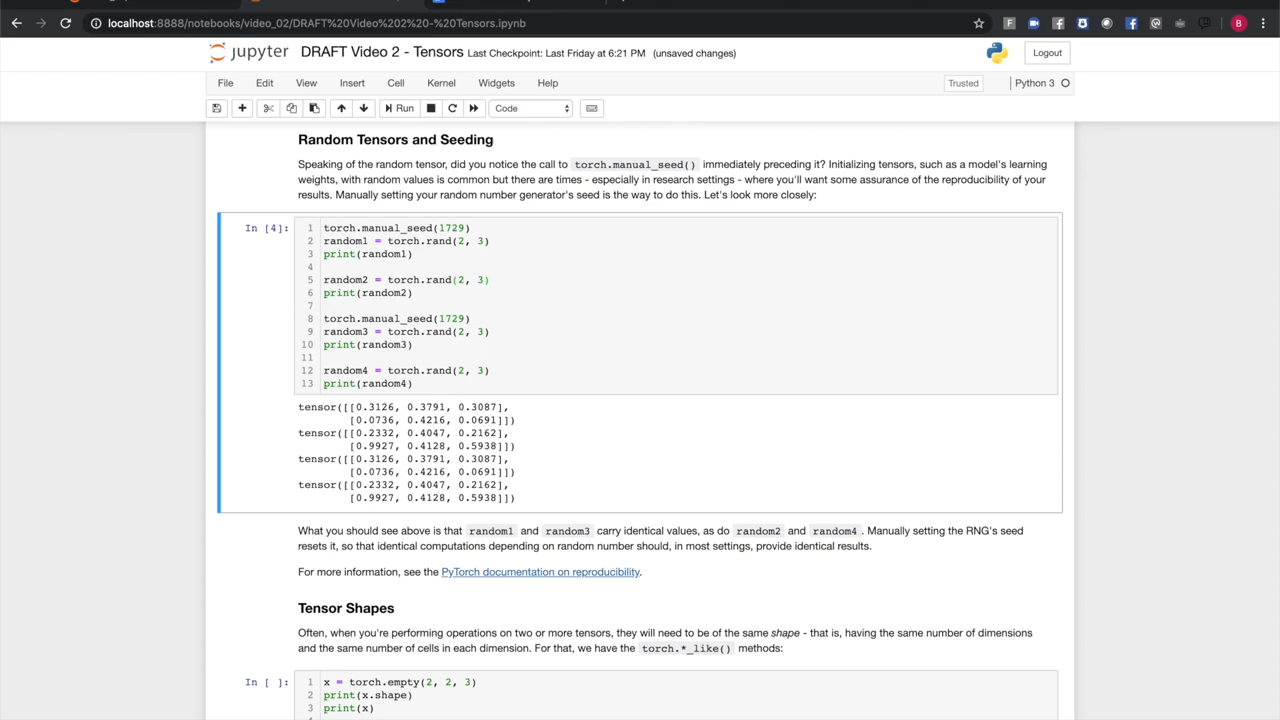 localhost:8888/notebooks/video_02/DRAFT%20Video%202%20-%20Tensors.ipynb
B
jupyter DRAFT Video 2 - Tensors Last Checkpoint: Last Friday at 6:21 PM (unsaved changes)
Logout
File Edit View Insert Cell Kernel Widgets Help Trusted Python 3
Run Code
Random Tensors and Seeding
Speaking of the random tensor, did you notice the call to torch.manual_seed() immediately preceding it? Initializing tensors, such as a model's learning
weights, with random values is common but there are times - especially in research settings - where you'll want some assurance of the reproducibility of your
results. Manually setting your random number generator's seed is the way to do this. Let's look more closely:
In [4]: 1 torch.manual_seed(1729)
2 random1 = torch.rand(2, 3)
3 print(random1)
4
5 random2 = torch.rand(2, 3)
6 print(random2)
7
8 torch.manual_seed(1729)
9 random3 = torch.rand(2, 3)
10 print(random3)
11
12 random4 = torch.rand(2, 3)
13 print(random4)
tensor([[0.3126, 0.3791, 0.3087],
[0.0736, 0.4216, 0.0691]])
tensor([[0.2332, 0.4047, 0.2162],
[0.9927, 0.4128, 0.5938]])
tensor([[0.3126, 0.3791, 0.3087],
[0.0736, 0.4216, 0.0691]])
tensor([[0.2332, 0.4047, 0.2162],
[0.9927, 0.4128, 0.5938]])
What you should see above is that random1 and random3 carry identical values, as do random2 and random4. Manually setting the RNG's seed
resets it, so that identical computations depending on random number should, in most settings, provide identical results.
For more information, see the PyTorch documentation on reproducibility.
Tensor Shapes
Often, when you're performing operations on two or more tensors, they will need to be of the same shape - that is, having the same number of dimensions
and the same number of cells in each dimension. For that, we have the torch.*_like() methods:
In [ ]: 1 x = torch.empty(2, 2, 3)
2 print(x.shape)
3 print(x)